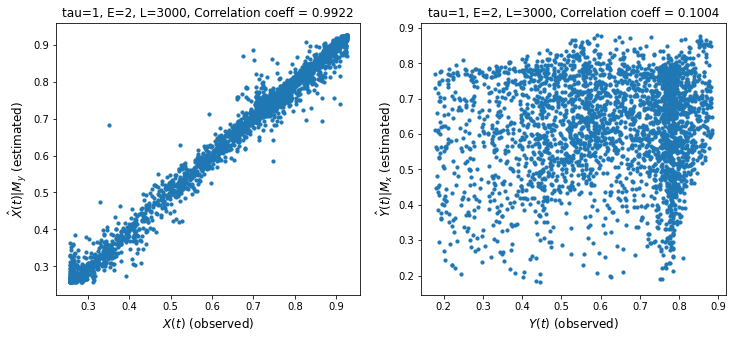 tau=1, E=2, L=3000, Correlation coeff = 0.9922
0.9
0.8
0.7
0.6
0.5
0.4
0.3
X̂(t)|M_y (estimated)
0.3 0.4 0.5 0.6 0.7 0.8 0.9
X(t) (observed)
tau=1, E=2, L=3000, Correlation coeff = 0.1004
0.9
0.8
0.7
0.6
0.5
0.4
0.3
0.2
Ŷ(t)|M_x (estimated)
0.2 0.3 0.4 0.5 0.6 0.7 0.8 0.9
Y(t) (observed)